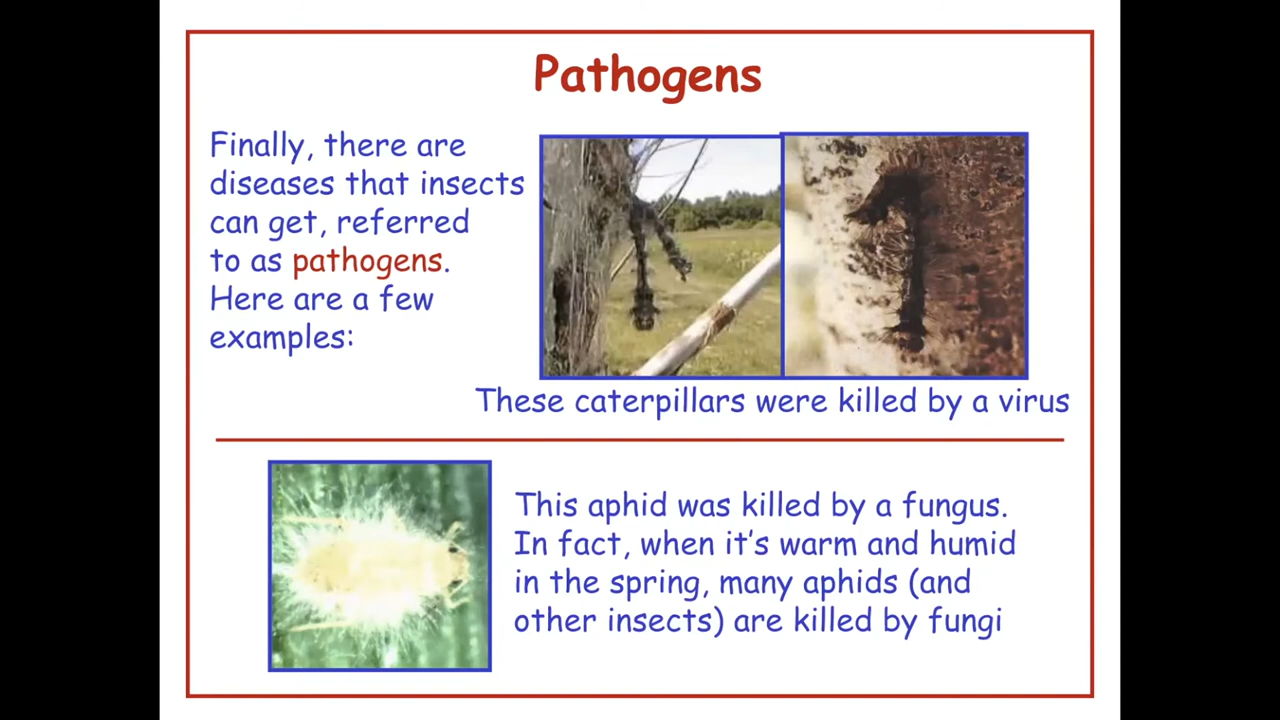 Pathogens
Finally, there are
diseases that insects
can get, referred
to as pathogens.
Here are a few
examples:
These caterpillars were killed by a virus
This aphid was killed by a fungus.
In fact, when it's warm and humid
in the spring, many aphids (and
other insects) are killed by fungi